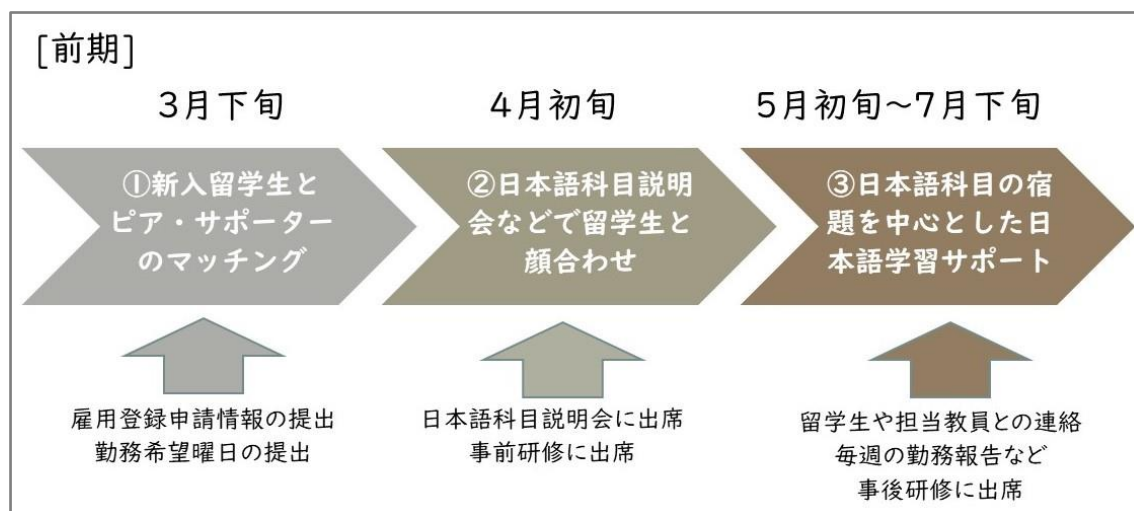 [前期]
3月下旬
4月初旬
5月初旬～7月下旬
①新入留学生と
ピア・サポーター
のマッチング
②日本語科目説明
会などで留学生と
顔合わせ
③日本語科目の宿
題を中心とした日
本語学習サポート
雇用登録申請情報の提出
勤務希望曜日の提出
日本語科目説明会に出席
事前研修に出席
留学生や担当教員との連絡
毎週の勤務報告など
事後研修に出席